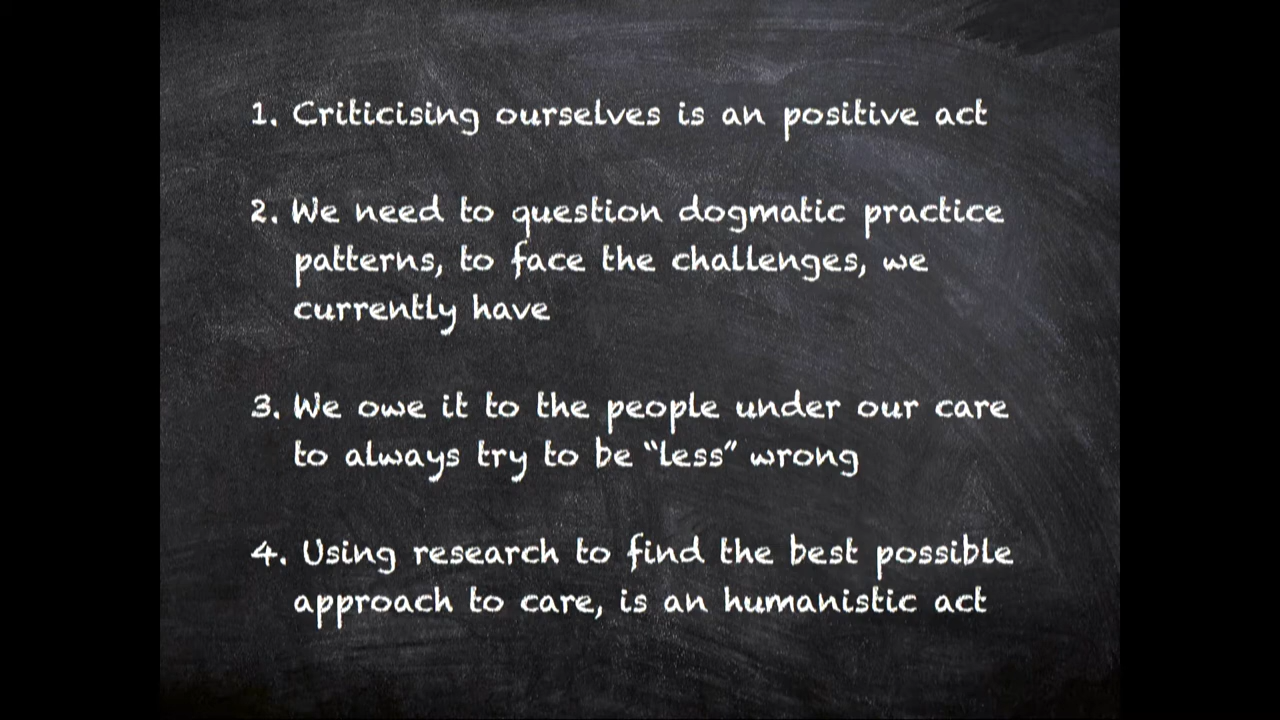 1. Criticising ourselves is an positive act
2. We need to question dogmatic practice
patterns, to face the challenges, we
currently have
3. We owe it to the people under our care
to always try to be “less” wrong
4. Using research to find the best possible
approach to care, is an humanistic act